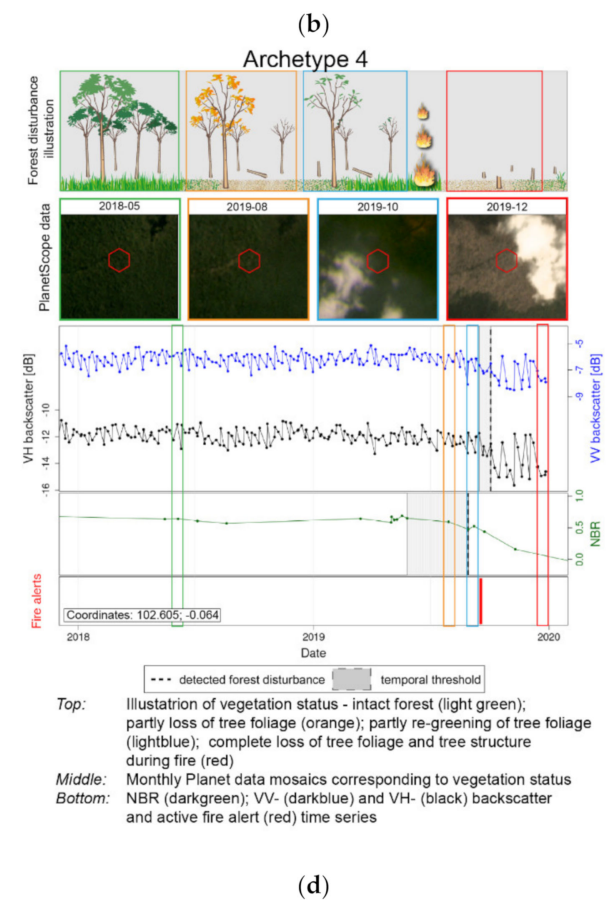 (b)
Archetype 4
Forest disturbance
illustration
PlanetScope data
2018-05
2019-08
2019-10
2019-12
VH backscatter [dB]
-10
-12
-14
-16
-5
-7
-9
VV backscatter [dB]
1.0
0.5
0.0
NBR
Fire alerts
Coordinates: 102.605; -0.064
2018
2019
2020
Date
detected forest disturbance
temporal threshold
Top: Illustatrion of vegetation status - intact forest (light green);
partly loss of tree foliage (orange); partly re-greening of tree foliage
(lightblue); complete loss of tree foliage and tree structure
during fire (red)
Middle: Monthly Planet data mosaics corresponding to vegetation status
Bottom: NBR (darkgreen); VV- (darkblue) and VH- (black) backscatter
and active fire alert (red) time series
(d)